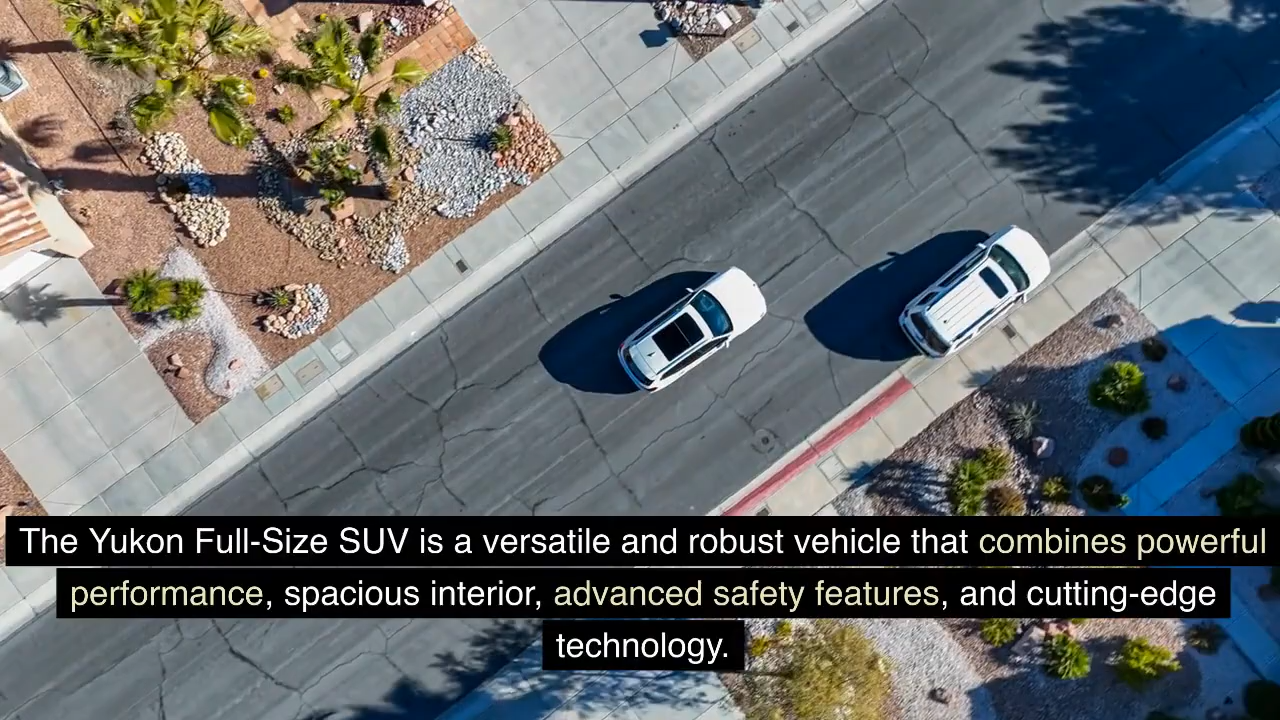 The Yukon Full-Size SUV is a versatile and robust vehicle that combines powerful
performance, spacious interior, advanced safety features, and cutting-edge
technology.